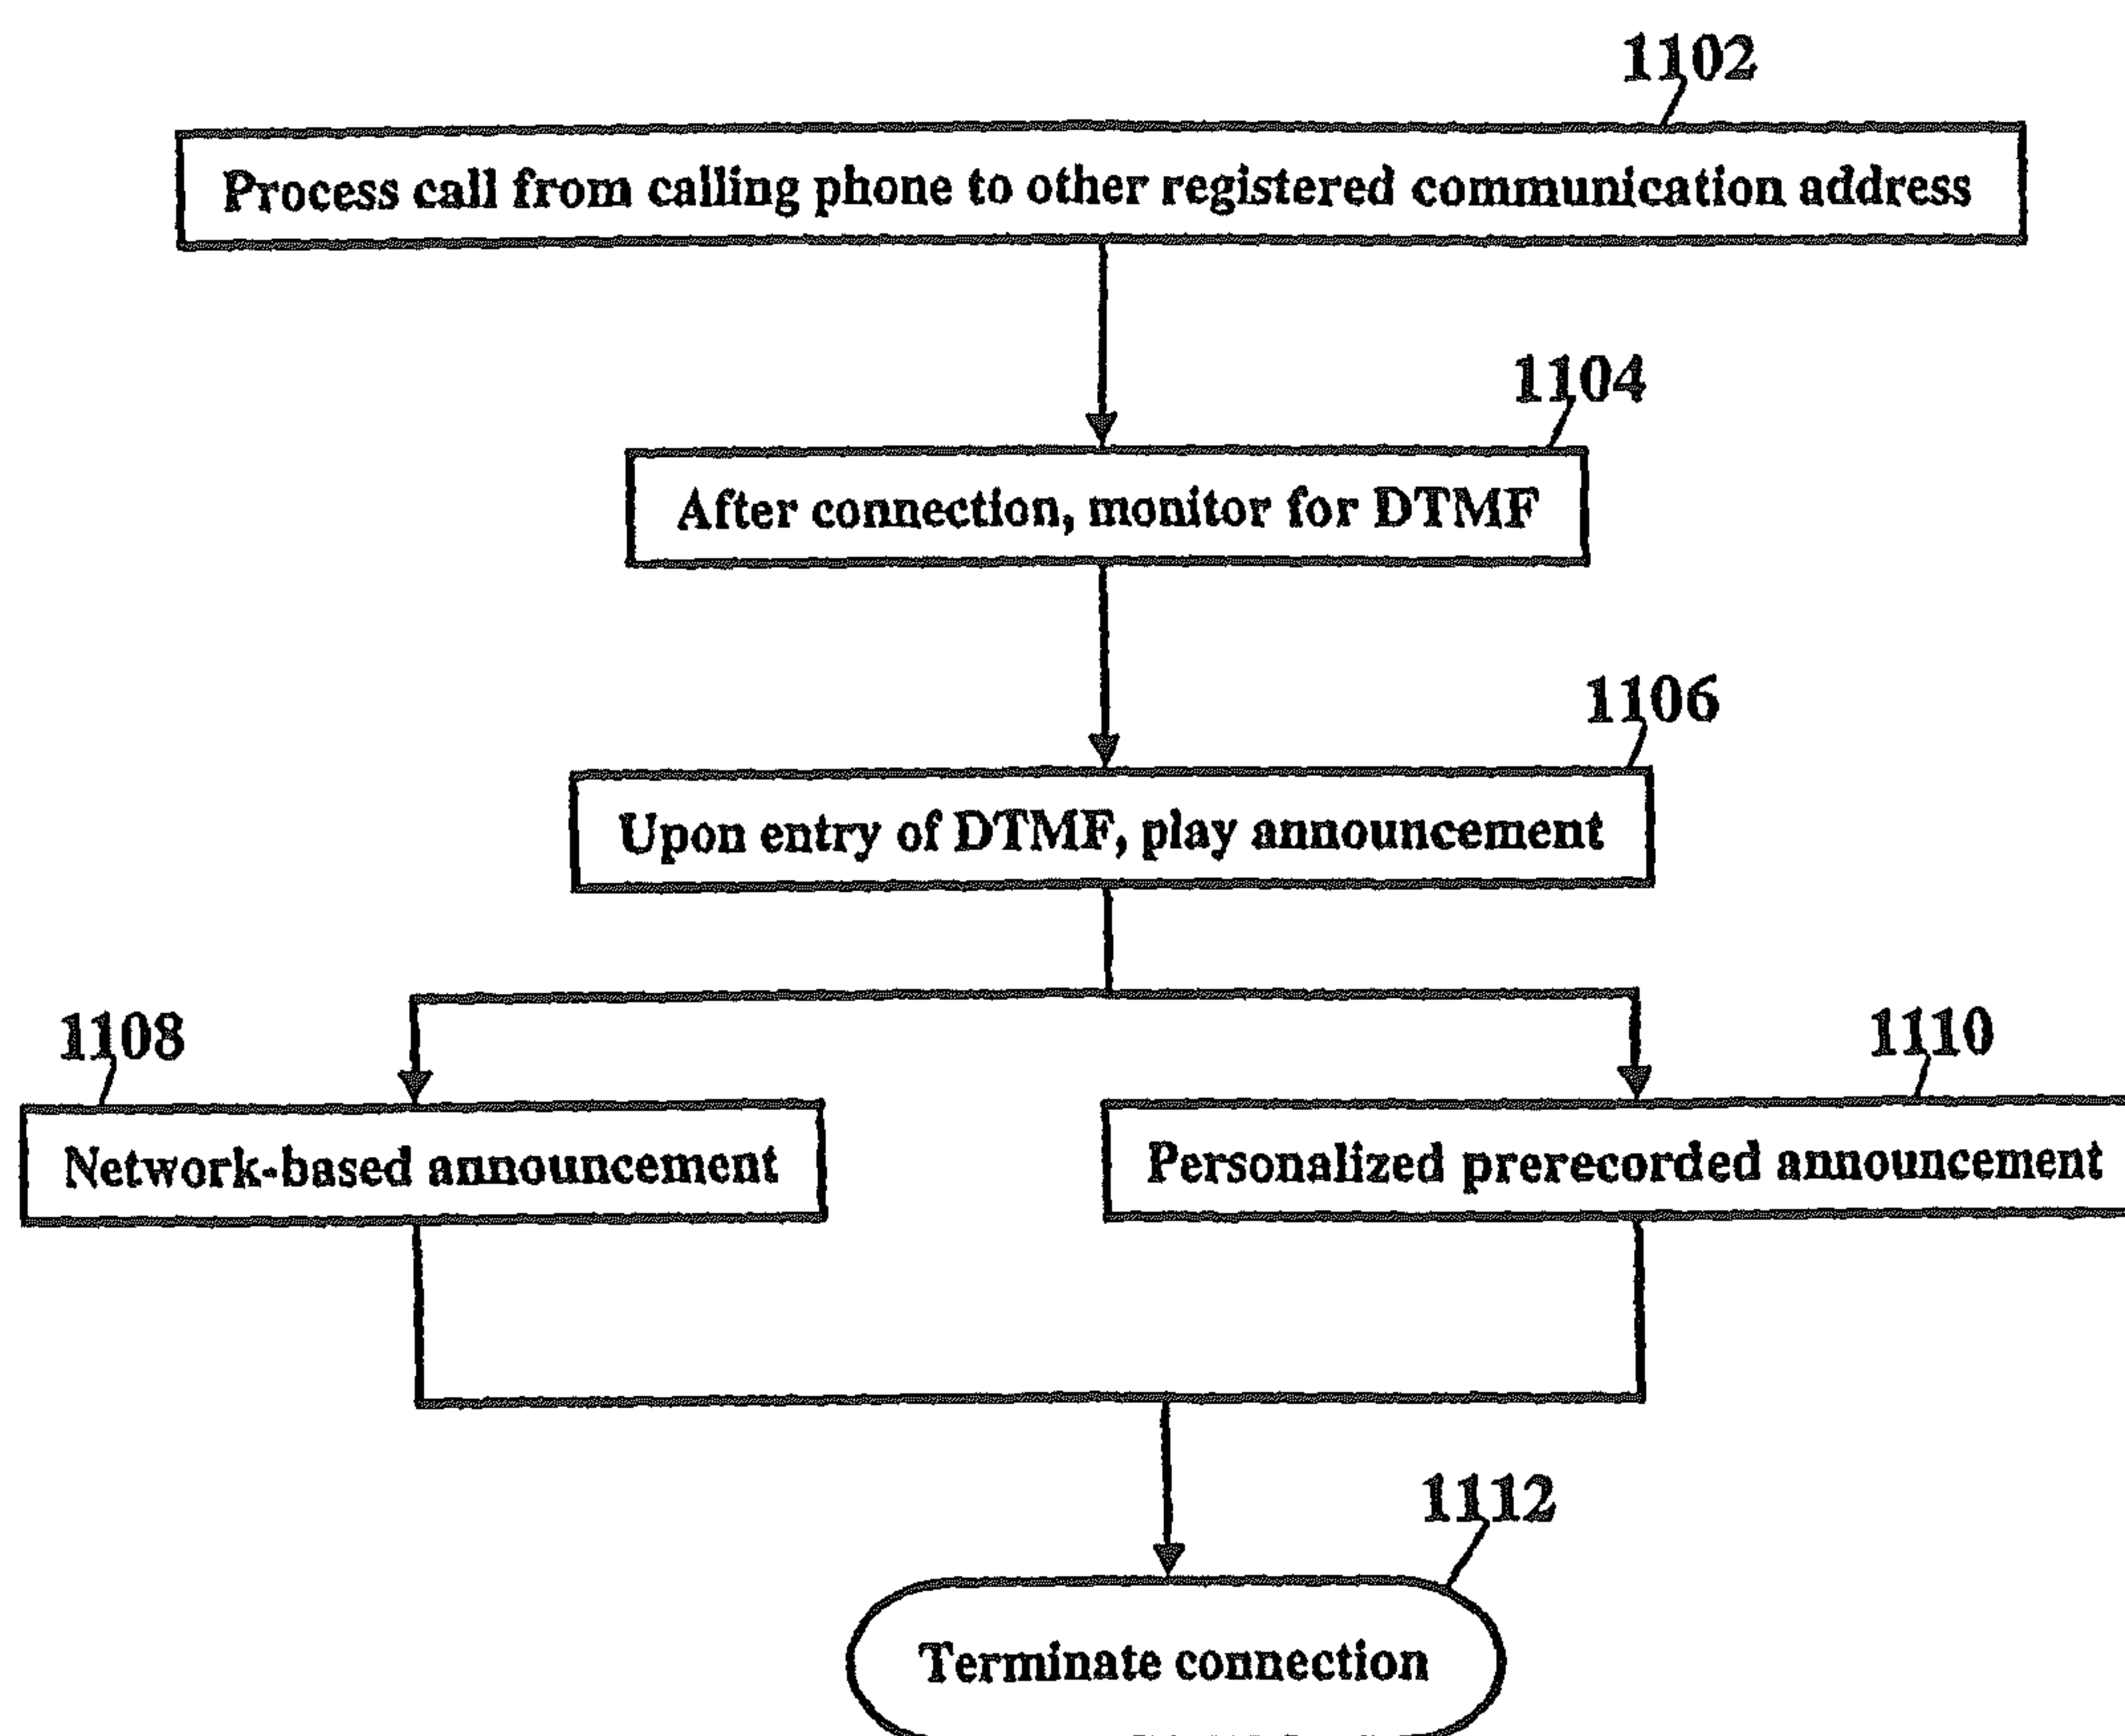 1102
Process call from calling phone to other registered communication address
1104
After connection, monitor for DTMF
1106
Upon entry of DTMF, play announcement
1108
1110
Network-based announcement
Personalized prerecorded announcement
1112
Terminate connection